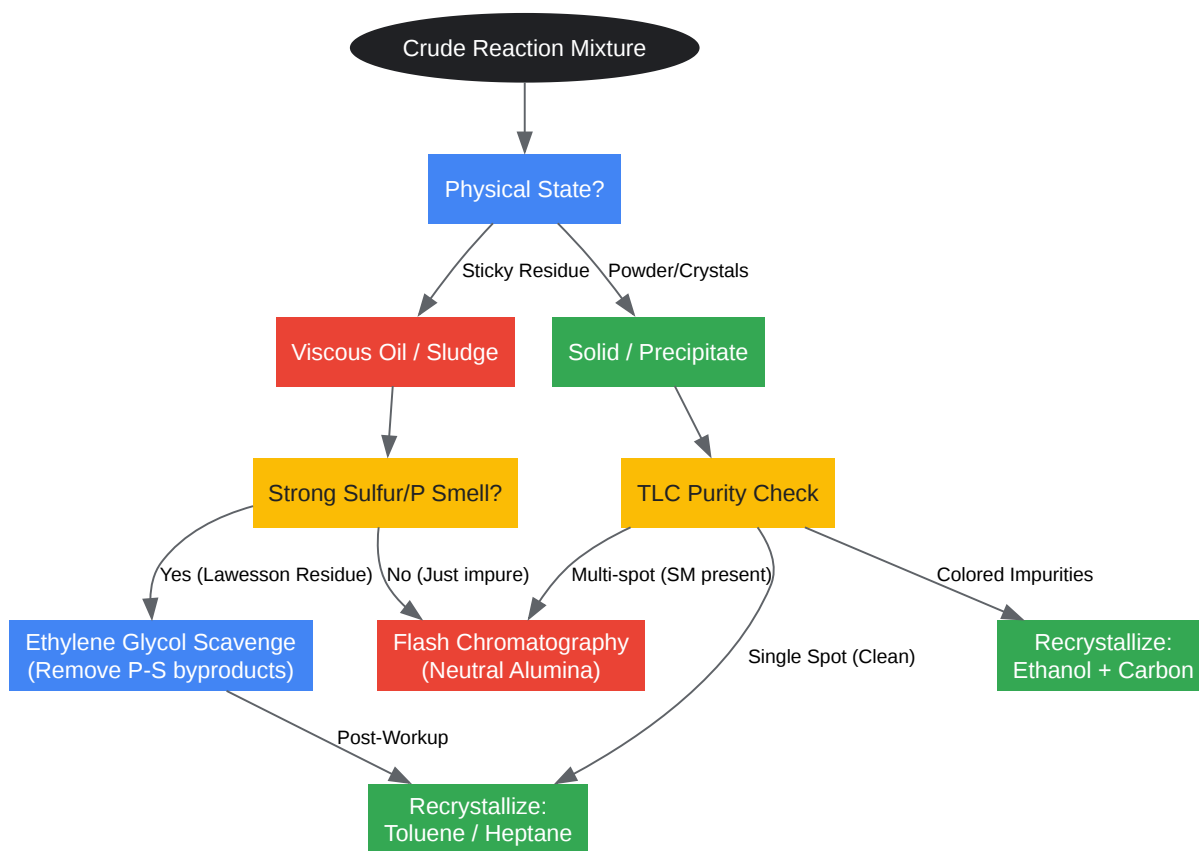 Crude Reaction Mixture
Physical State?
Sticky Residue
Powder/Crystals
Viscous Oil / Sludge
Solid / Precipitate
Strong Sulfur/P Smell?
TLC Purity Check
Yes (Lawesson Residue)
No (Just impure)
Multi-spot (SM present)
Colored Impurities
Ethylene Glycol Scavenge
(Remove P-S byproducts)
Flash Chromatography
(Neutral Alumina)
Single Spot (Clean)
Recrystallize:
Ethanol + Carbon
Post-Workup
Recrystallize:
Toluene / Heptane